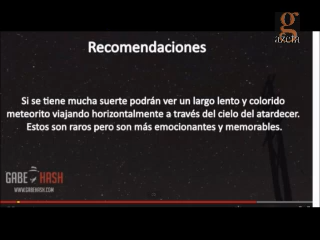 g
azeta
Recomendaciones
Si se tiene mucha suerte podrán ver un largo lento y colorido
meteorito viajando horizontalmente a través del cielo del atardecer.
Estos son raros pero son más emocionantes y memorables.
GABE HASH
WWW.GABEHASH.COM